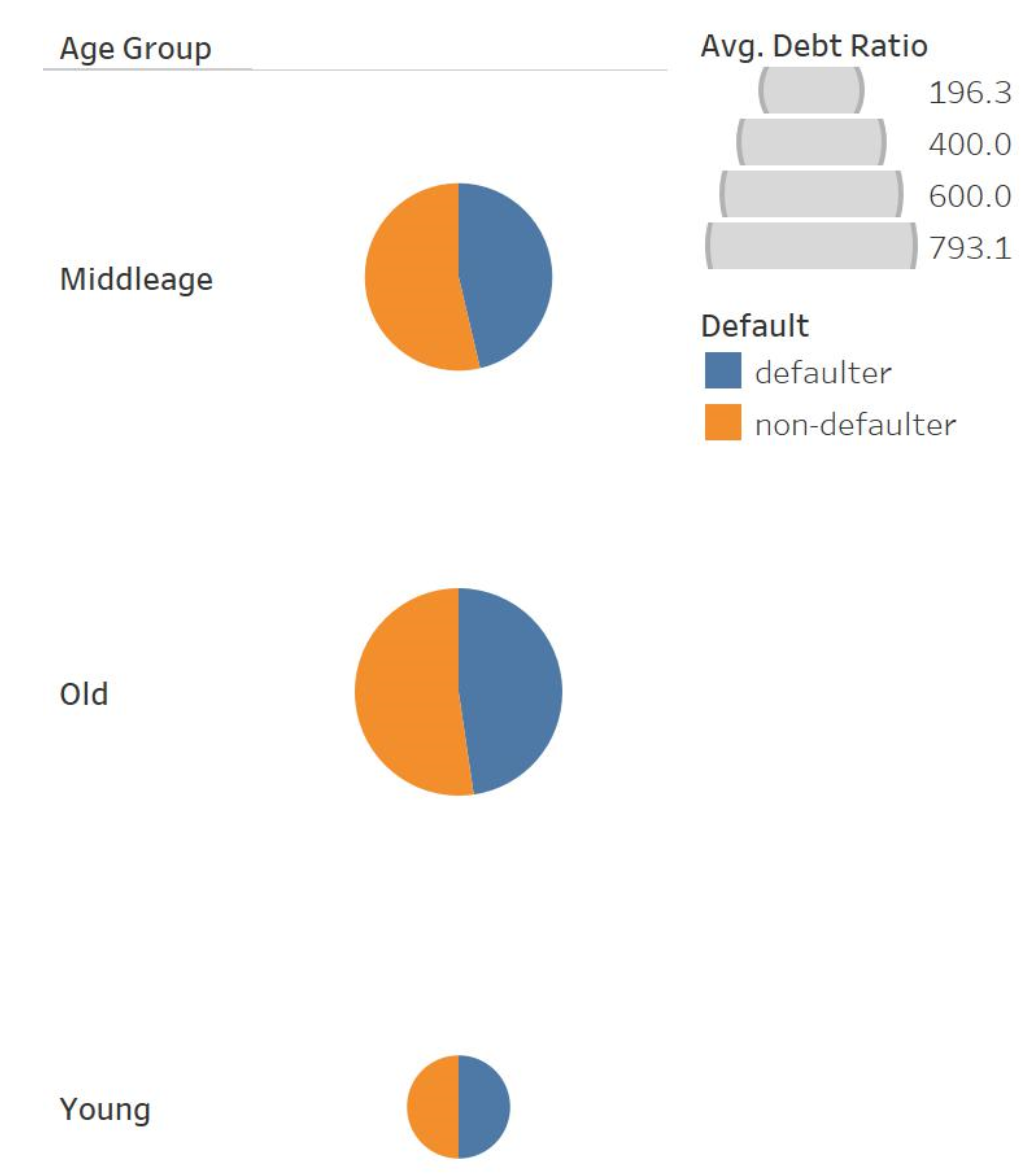 Age Group
Middleage
Old
Young
Avg. Debt Ratio
196.3
400.0
600.0
793.1
Default
defaulter
non-defaulter